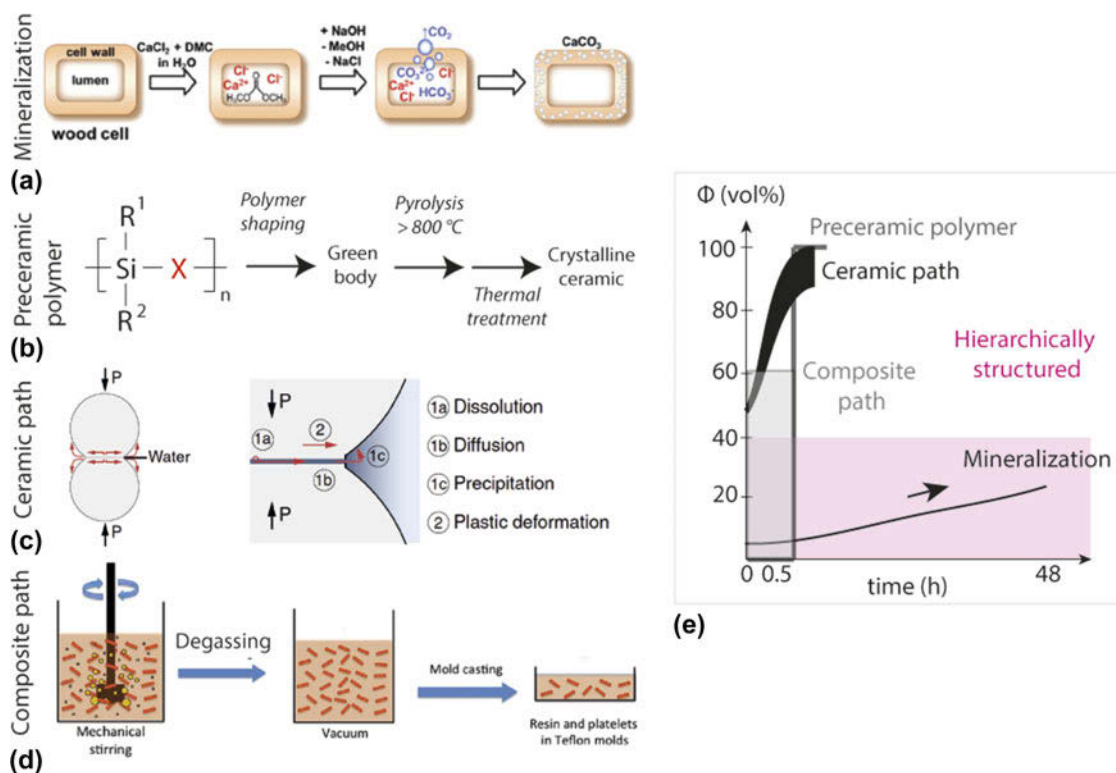 Mineralization
cell wall
lumen
wood cell
CaCl2 + DMC
in H2O
Cl-
Ca2+
Cl-
O
H3CO
OCH3
+ NaOH
- MeOH
- NaCl
↑CO2
CO3 2-
Cl-
Ca2+
Cl-
HCO3-
CaCO3
(a)
Preceramic
polymer
R1
Si
X
n
R2
Polymer
shaping
Green
body
Pyrolysis
> 800 °C
Thermal
treatment
Crystalline
ceramic
(b)
Ceramic path
P
Water
P
P
1a
2
1c
1b
P
1a Dissolution
1b Diffusion
1c Precipitation
2 Plastic deformation
(c)
Composite path
Mechanical
stirring
Degassing
Vacuum
Mold casting
Resin and platelets
in Teflon molds
(d)
Φ (vol%)
100
80
60
40
20
0
0.5
48
time (h)
Preceramic polymer
Ceramic path
Hierarchically
structured
Composite
path
Mineralization
(e)